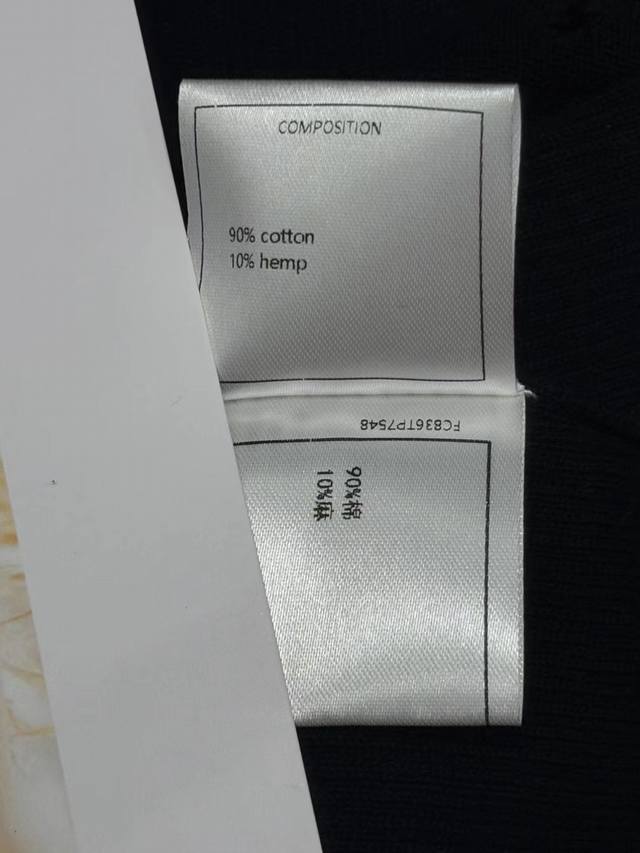 COMPOSITION
90% cotton
10% hemp
FC836TP7548
90%棉
10%麻